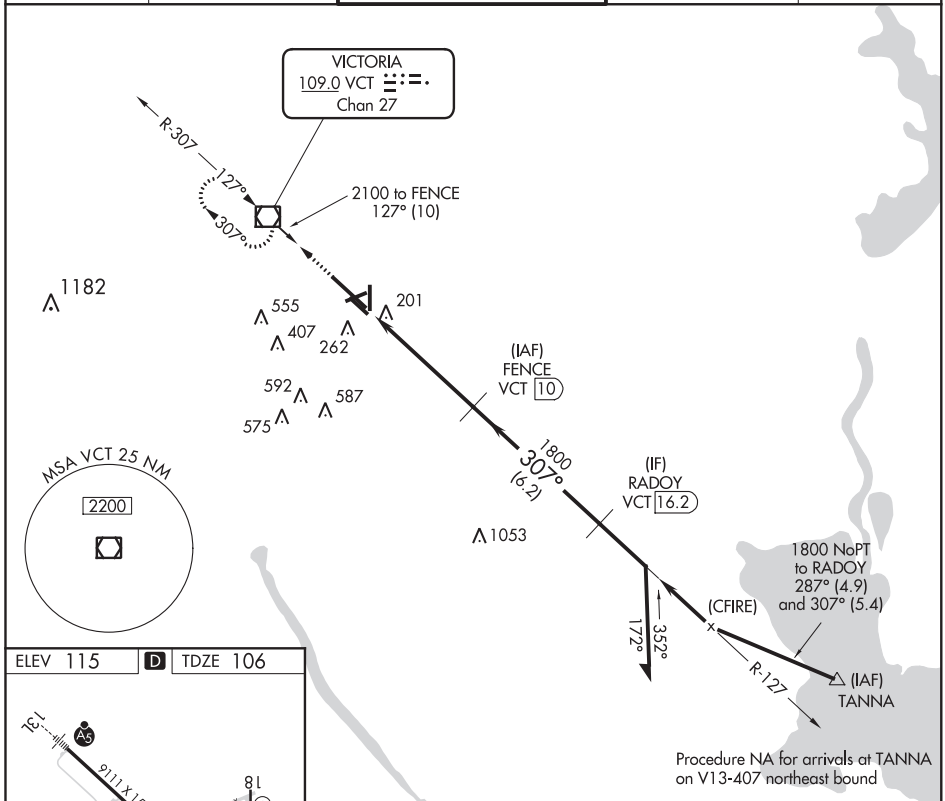 VICTORIA
109.0 VCT
Chan 27
R-307
127°
307°
2100 to FENCE
127° (10)
1182
555
407
262
201
592
587
575
(IAF)
FENCE
VCT 10
1800
307°
(6.2)
(IF)
RADOY
VCT 16.2
MSA VCT 25 NM
2200
1053
1800 NoPT
to RADOY
287° (4.9)
and 307° (5.4)
(CFIRE)
172°
352°
R-127
(IAF)
TANNA
ELEV 115 D TDZE 106
13L
A5
18
Procedure NA for arrivals at TANNA
on V13-407 northeast bound